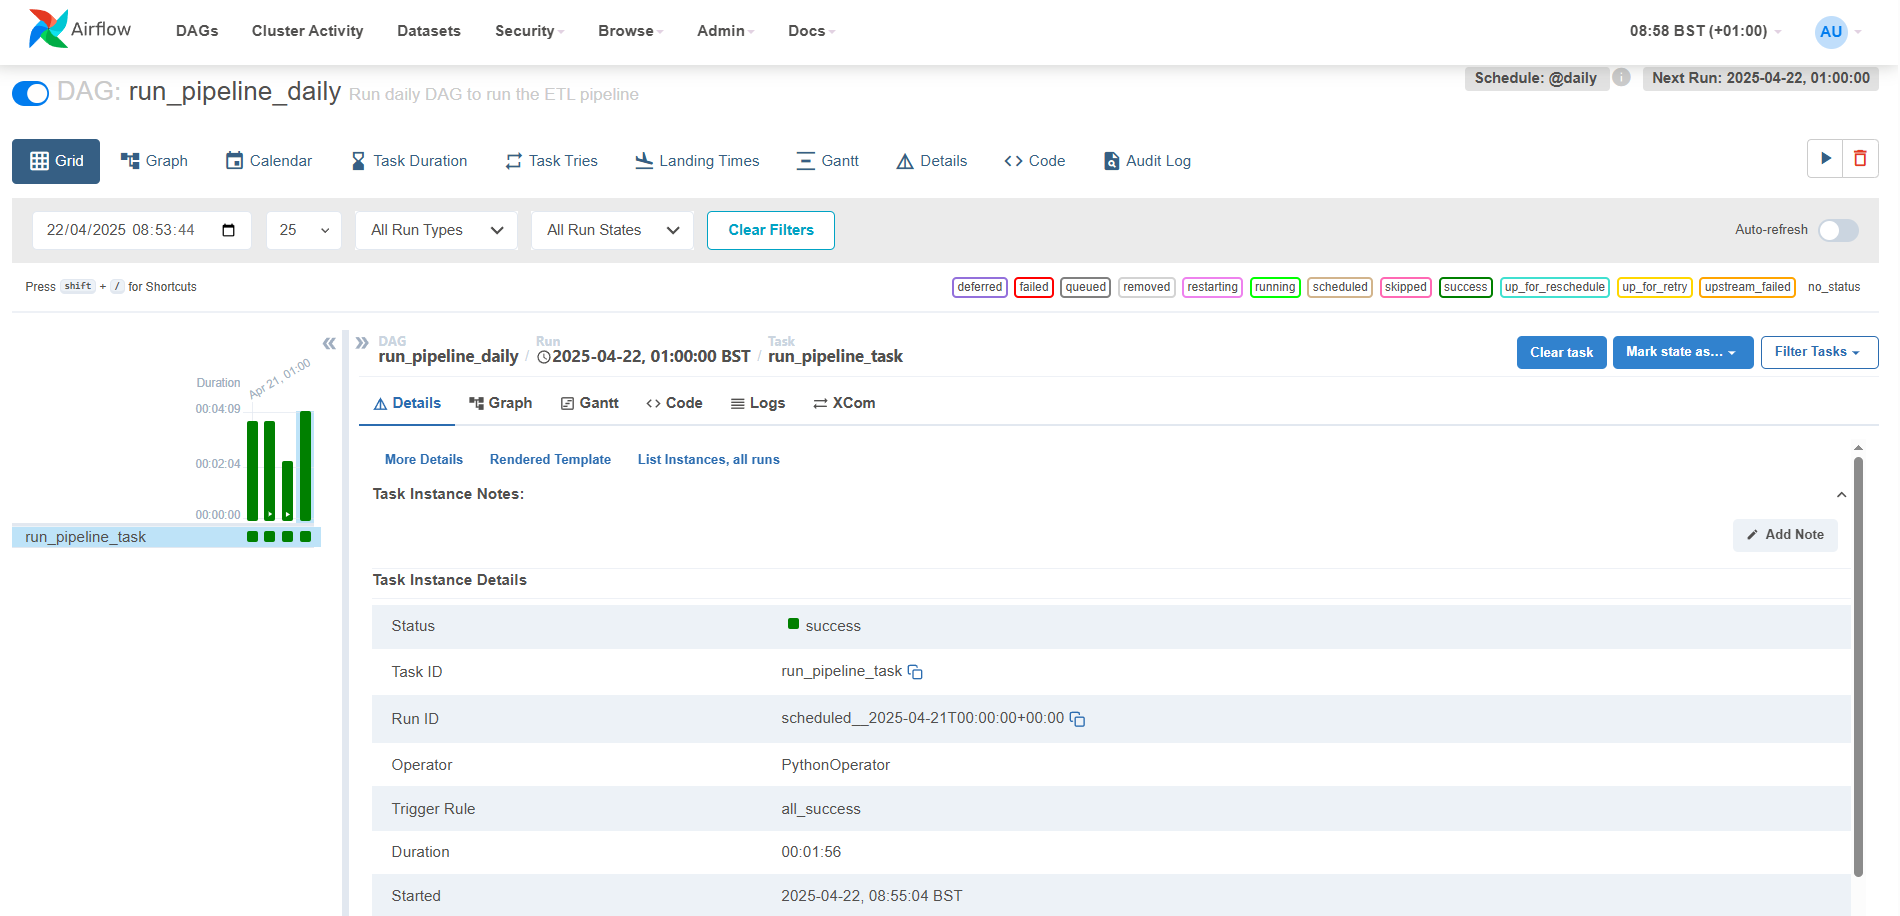 Airflow
DAGs Cluster Activity Datasets Security Browse Admin Docs 08:58 BST (+01:00) AU
DAG: run_pipeline_daily Run daily DAG to run the ETL pipeline
Schedule: @daily i Next Run: 2025-04-22, 01:00:00
Grid Graph Calendar Task Duration Task Tries Landing Times Gantt Details Code Audit Log
22/04/2025 08:53:44 25 All Run Types All Run States Clear Filters Auto-refresh
Press shift + / for Shortcuts
deferred failed queued removed restarting running scheduled skipped success up_for_reschedule up_for_retry upstream_failed no_status
Duration
Apr 21, 01:00
00:04:09
00:02:04
00:00:00
run_pipeline_task
DAG Run Task
run_pipeline_daily / 2025-04-22, 01:00:00 BST / run_pipeline_task
Clear task Mark state as... Filter Tasks
Details Graph Gantt Code Logs XCom
More Details Rendered Template List Instances, all runs
Task Instance Notes:
Add Note
Task Instance Details
Status success
Task ID run_pipeline_task
Run ID scheduled__2025-04-21T00:00:00+00:00
Operator PythonOperator
Trigger Rule all_success
Duration 00:01:56
Started 2025-04-22, 08:55:04 BST